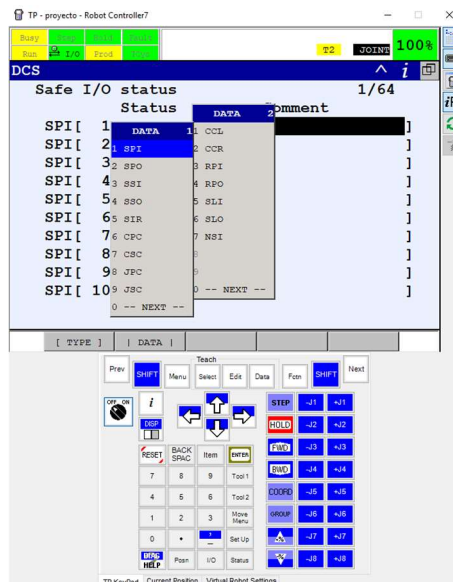 TP - proyecto - Robot Controller7
Busy Step Hold Fault
Run I/O Prod TCyc
T2 JOINT 100%
DCS
Safe I/O status 1/64
Status Comment
SPI[ 1 ]
SPI[ 2 ]
SPI[ 3 ]
SPI[ 4 ]
SPI[ 5 ]
SPI[ 6 ]
SPI[ 7 ]
SPI[ 8 ]
SPI[ 9 ]
SPI[ 10 ]
DATA 1
1 SPI
2 SPO
3 SSI
4 SSO
5 SIR
6 CPC
7 CSC
8 JPC
9 JSC
0 -- NEXT --
DATA 2
1 CCL
2 CCR
3 RPI
4 RPO
5 SLI
6 SLO
7 NSI
8
9
0 -- NEXT --
[ TYPE ] | DATA |
Teach
Prev SHIFT Menu Select Edit Data Fctn SHIFT Next
OFF ON i STEP -J1 +J1
DISP HOLD -J2 +J2
RESET BACK SPAC Item ENTER FWD -J3 +J3
7 8 9 Tool 1 BWD -J4 +J4
4 5 6 Tool 2 COORD -J5 +J5
1 2 3 Move Menu GROUP -J6 +J6
0 . , - Set Up -J7 +J7
DIAG HELP Posn I/O Status -J8 +J8
TP KeyPad Current Position Virtual Robot Settings